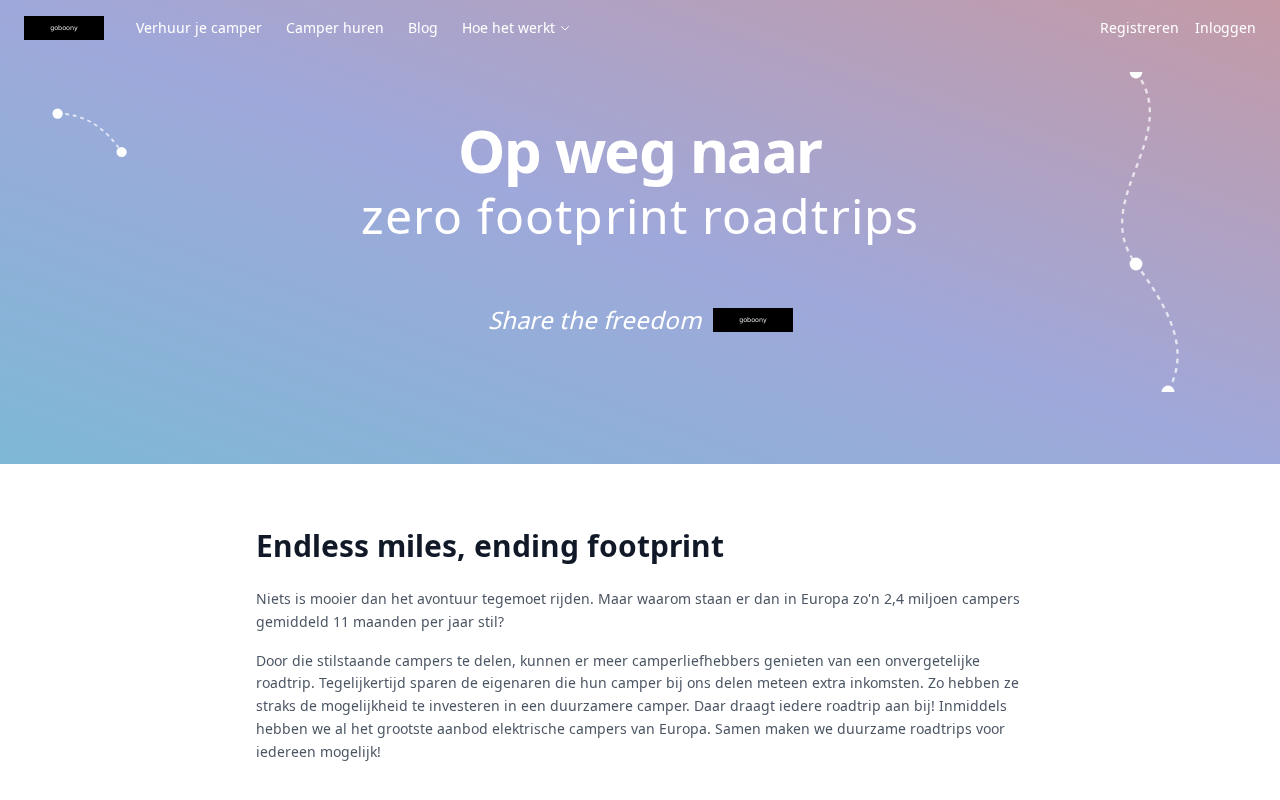 goboony
Verhuur je camper
Camper huren
Blog
Hoe het werkt
Registreren
Inloggen
Op weg naar
zero footprint roadtrips
Share the freedom goboony
Endless miles, ending footprint
Niets is mooier dan het avontuur tegemoet rijden. Maar waarom staan er dan in Europa zo'n 2,4 miljoen campers
gemiddeld 11 maanden per jaar stil?
Door die stilstaande campers te delen, kunnen er meer camperliefhebbers genieten van een onvergetelijke
roadtrip. Tegelijkertijd sparen de eigenaren die hun camper bij ons delen meteen extra inkomsten. Zo hebben ze
straks de mogelijkheid te investeren in een duurzamere camper. Daar draagt iedere roadtrip aan bij! Inmiddels
hebben we al het grootste aanbod elektrische campers van Europa. Samen maken we duurzame roadtrips voor
iedereen mogelijk!